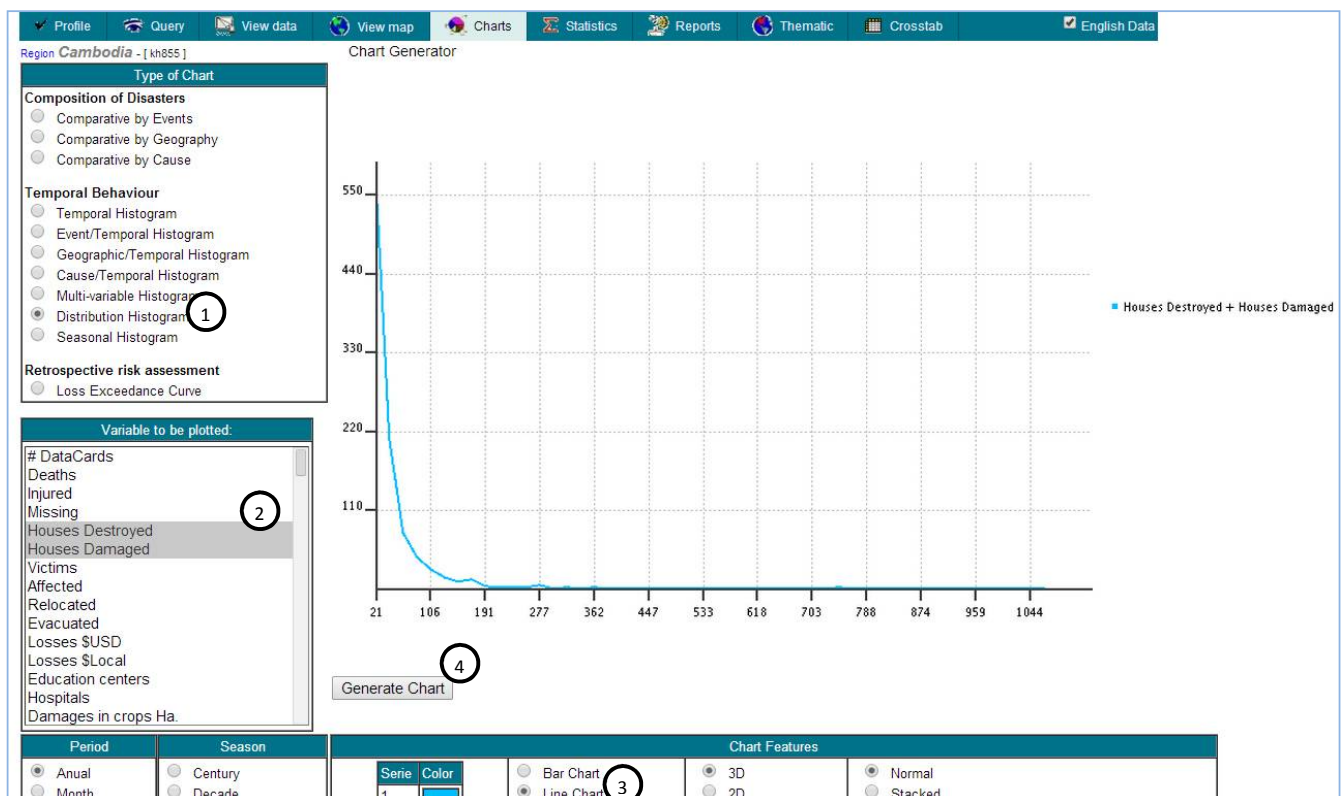 Profile Query View data View map Charts Statistics Reports Thematic Crosstab English Data
Region Cambodia - [ kh855 ]
Chart Generator
Type of Chart
Composition of Disasters
Comparative by Events
Comparative by Geography
Comparative by Cause
Temporal Behaviour
Temporal Histogram
Event/Temporal Histogram
Geographic/Temporal Histogram
Cause/Temporal Histogram
Multi-variable Histogram
Distribution Histogram 1
Seasonal Histogram
Retrospective risk assessment
Loss Exceedance Curve
Variable to be plotted:
# DataCards
Deaths
Injured
Missing
2
Houses Destroyed
Houses Damaged
Victims
Affected
Relocated
Evacuated
Losses $USD
Losses $Local
Education centers
Hospitals
Damages in crops Ha.
550
440
330
220
110
21 106 191 277 362 447 533 618 703 788 874 959 1044
Houses Destroyed + Houses Damaged
4
Generate Chart
Period
Anual
Month
Season
Century
Decade
Chart Features
Serie Color
1
Bar Chart
Line Chart 3
3D
2D
Normal
Stacked